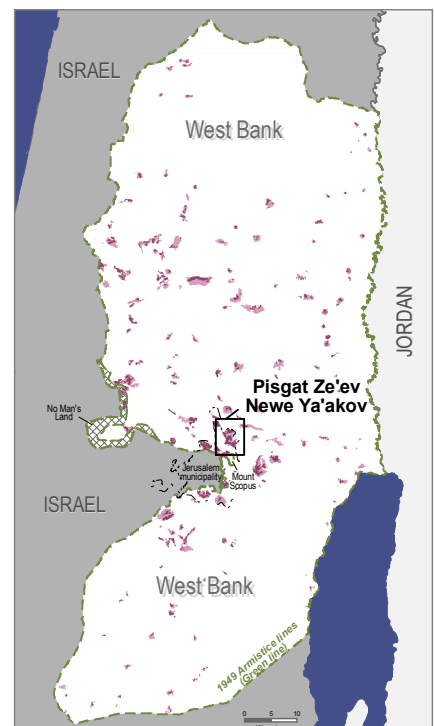 ISRAEL
West Bank
JORDAN
Pisgat Ze'ev
Newe Ya'akov
No Man's
Land
Jerusalem
municipality
Mount
Scopus
ISRAEL
West Bank
1949 Armistice lines
(Green line)
0 5 10